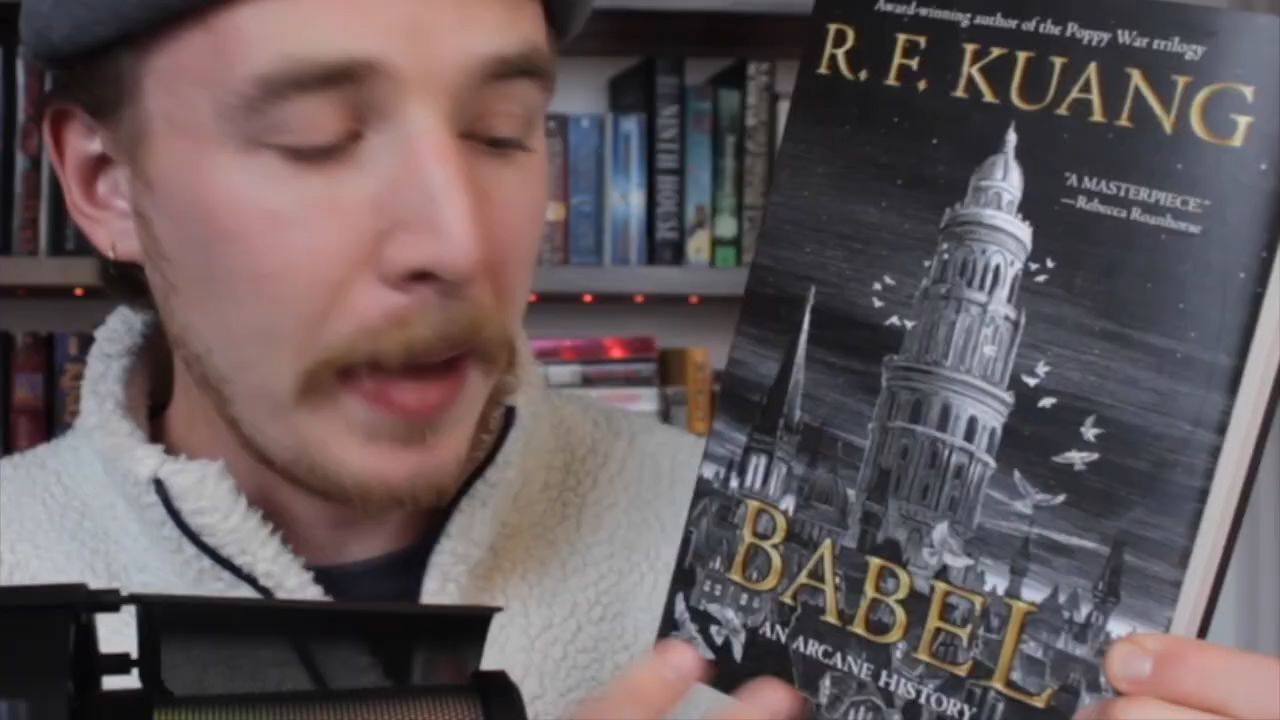 Award-winning author of the Poppy War trilogy
R. F. KUANG
"A MASTERPIECE."
—Rebecca Roanhorse
BABEL
AN ARCANE HISTORY
NINTH HOUSE